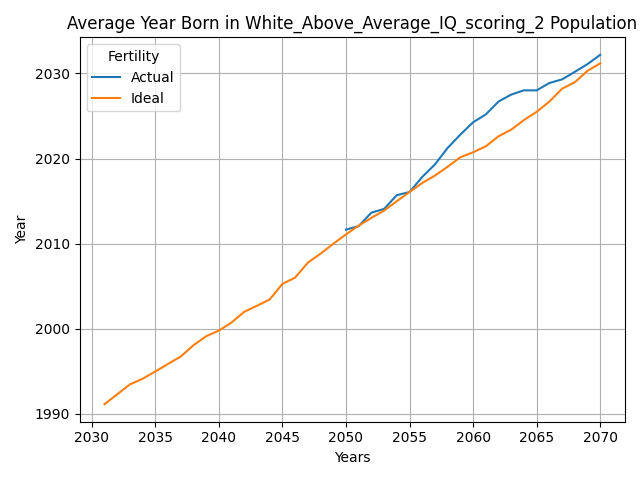 Average Year Born in White_Above_Average_IQ_scoring_2 Population
Fertility
Actual
Ideal
Year
2030
2020
2010
2000
1990
2030 2035 2040 2045 2050 2055 2060 2065 2070
Years